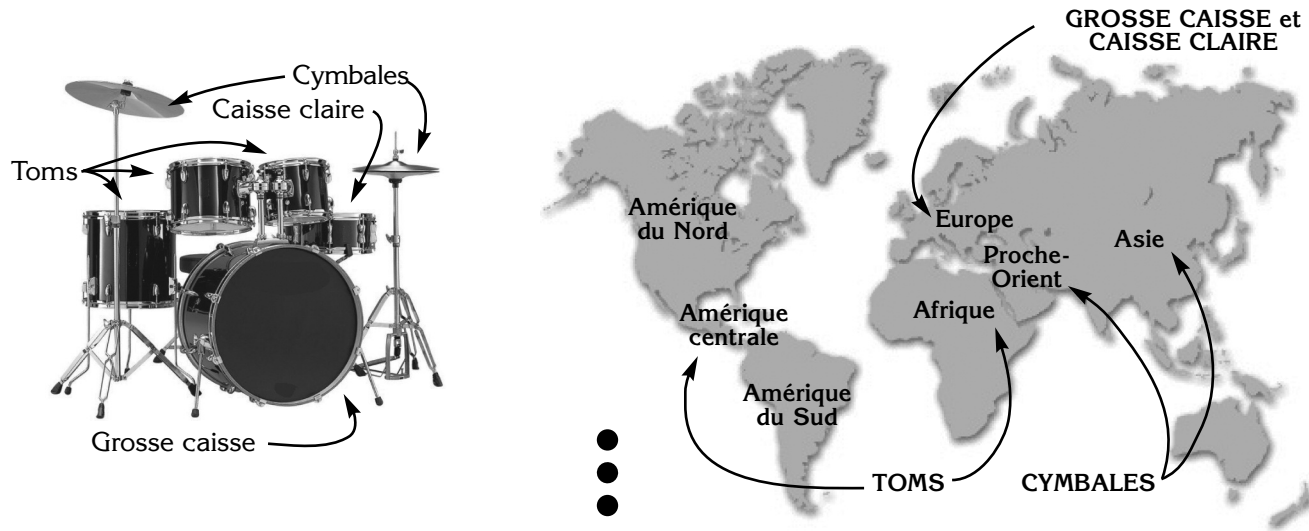 Cymbales
Caisse claire
Toms
Grosse caisse
GROSSE CAISSE et
CAISSE CLAIRE
Amérique
du Nord
Europe
Asie
Proche-
Orient
Amérique
centrale
Afrique
Amérique
du Sud
TOMS
CYMBALES